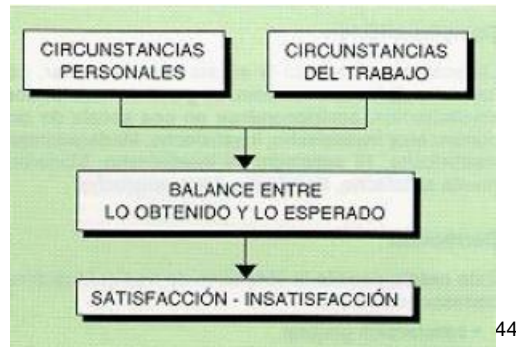 CIRCUNSTANCIAS
PERSONALES
CIRCUNSTANCIAS
DEL TRABAJO
BALANCE ENTRE
LO OBTENIDO Y LO ESPERADO
SATISFACCIÓN - INSATISFACCIÓN
44